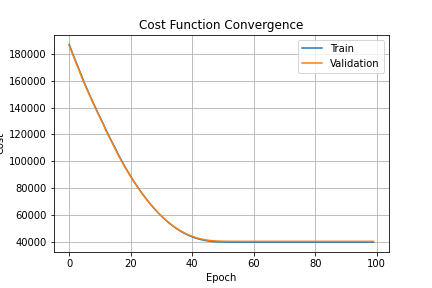 Cost Function Convergence
Train
Validation
180000
160000
140000
120000
100000
80000
60000
40000
Cost
0 20 40 60 80 100
Epoch